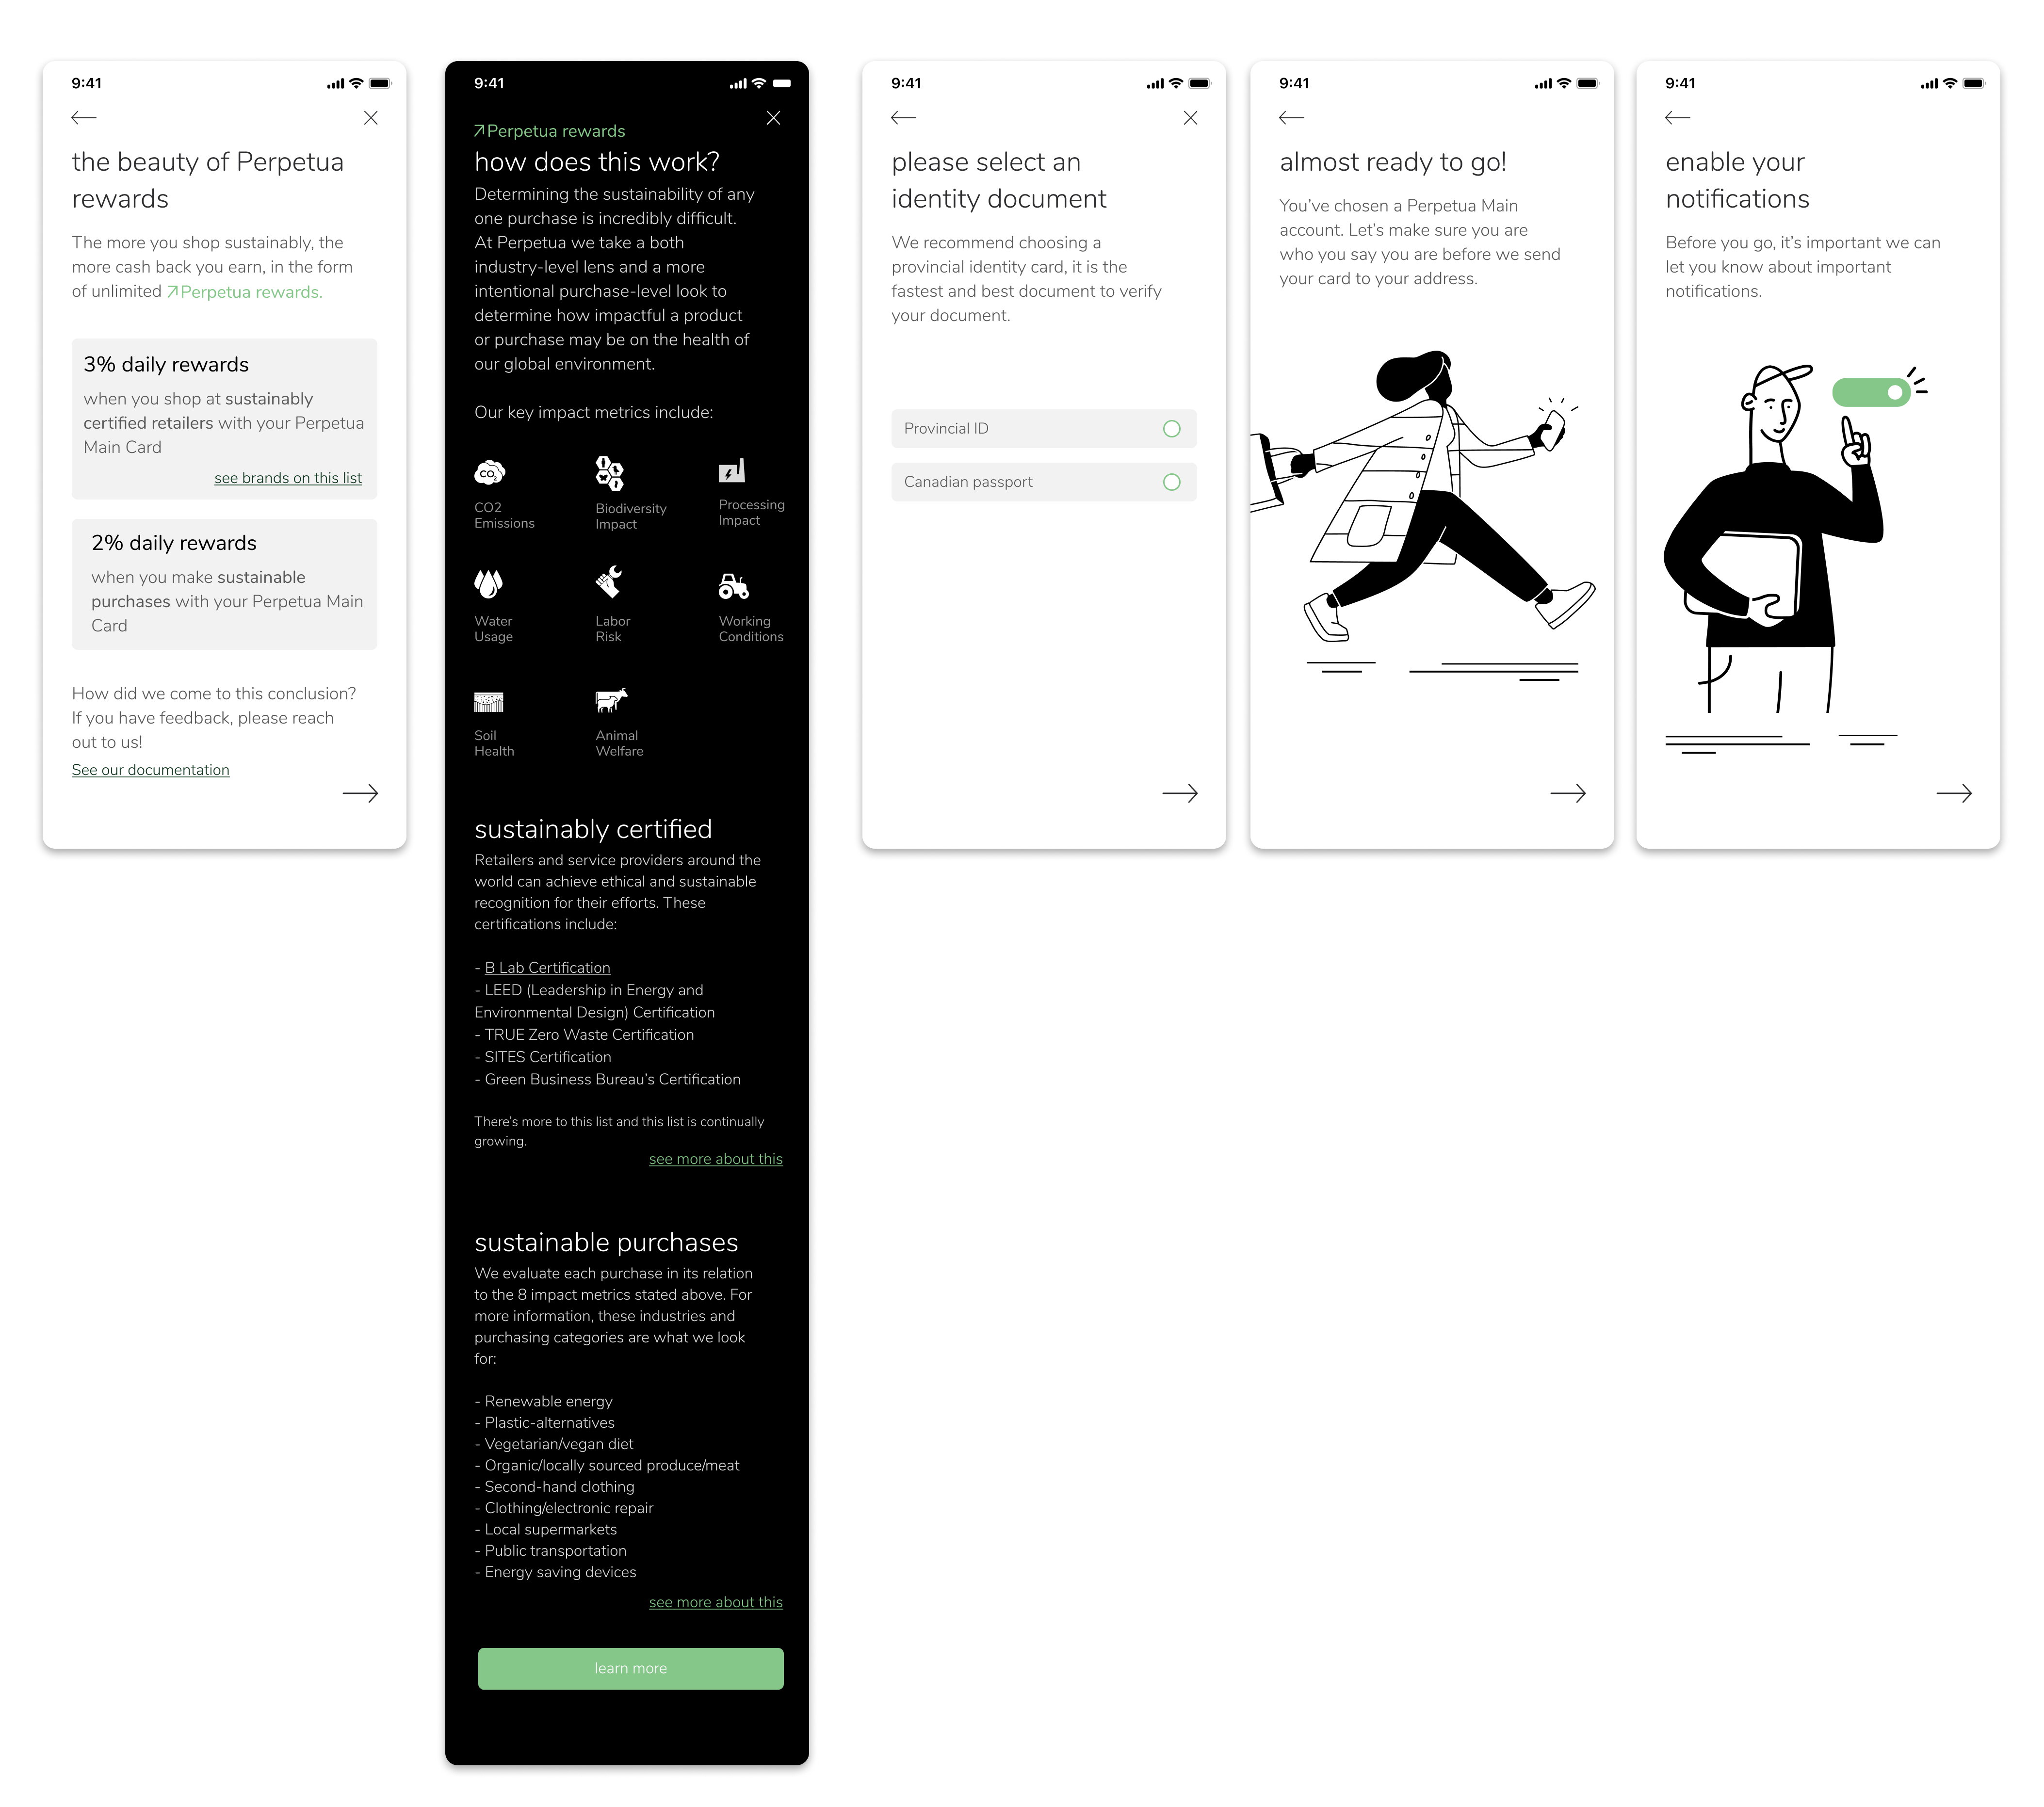 9:41
the beauty of Perpetua
rewards
The more you shop sustainably, the
more cash back you earn, in the form
of unlimited Perpetua rewards.
3% daily rewards
when you shop at sustainably
certified retailers with your Perpetua
Main Card
see brands on this list
2% daily rewards
when you make sustainable
purchases with your Perpetua Main
Card
How did we come to this conclusion?
If you have feedback, please reach
out to us!
See our documentation
9:41
Perpetua rewards
how does this work?
Determining the sustainability of any
one purchase is incredibly difficult.
At Perpetua we take a both
industry-level lens and a more
intentional purchase-level look to
determine how impactful a product
or purchase may be on the health of
our global environment.
Our key impact metrics include:
CO2
CO2
Emissions
Biodiversity
Impact
Processing
Impact
Water
Usage
Labor
Risk
Working
Conditions
Soil
Health
Animal
Welfare
sustainably certified
Retailers and service providers around the
world can achieve ethical and sustainable
recognition for their efforts. These
certifications include:
- B Lab Certification
- LEED (Leadership in Energy and
Environmental Design) Certification
- TRUE Zero Waste Certification
- SITES Certification
- Green Business Bureau's Certification
There's more to this list and this list is continually
growing.
see more about this
sustainable purchases
We evaluate each purchase in its relation
to the 8 impact metrics stated above. For
more information, these industries and
purchasing categories are what we look
for:
- Renewable energy
- Plastic-alternatives
- Vegetarian/vegan diet
- Organic/locally sourced produce/meat
- Second-hand clothing
- Clothing/electronic repair
- Local supermarkets
- Public transportation
- Energy saving devices
see more about this
learn more
9:41
please select an
identity document
We recommend choosing a
provincial identity card, it is the
fastest and best document to verify
your document.
Provincial ID
Canadian passport
9:41
almost ready to go!
You've chosen a Perpetua Main
account. Let's make sure you are
who you say you are before we send
your card to your address.
9:41
enable your
notifications
Before you go, it's important we can
let you know about important
notifications.